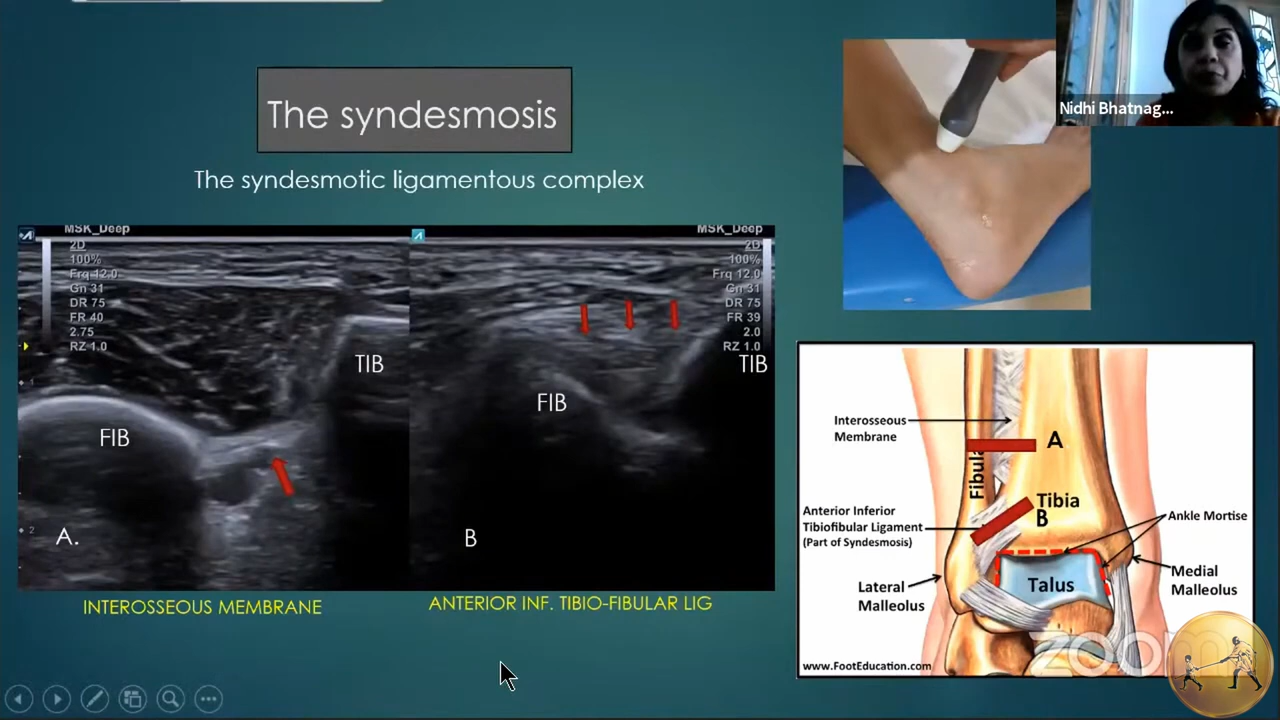 The syndesmosis
The syndesmotic ligamentous complex
Nidhi Bhatnag...
MSK_Deep
2D
100%
Frq 12.0
Gn 31
DR 75
FR 40
2.75
RZ 1.0
1
2
TIB
FIB
A.
MSK_Deep
2D
100%
Frq 12.0
Gn 31
DR 75
FR 39
2.0
RZ 1.0
TIB
FIB
B
INTEROSSEOUS MEMBRANE
ANTERIOR INF. TIBIO-FIBULAR LIG
Interosseous
Membrane
A
Fibula
Tibia
B
Anterior Inferior
Tibiofibular Ligament
(Part of Syndesmosis)
Ankle Mortise
Lateral
Malleolus
Talus
Medial
Malleolus
www.FootEducation.com
zoom